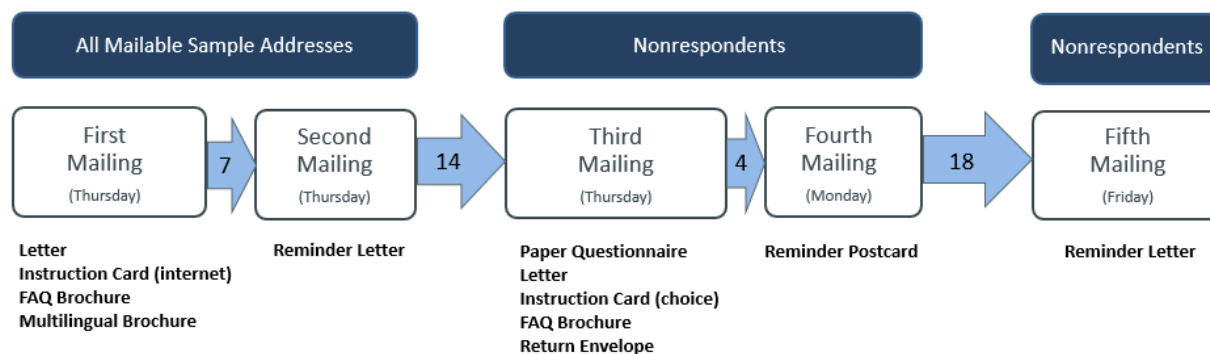 All Mailable Sample Addresses
Nonrespondents
Nonrespondents
First
Mailing
(Thursday)
7
Second
Mailing
(Thursday)
14
Third
Mailing
(Thursday)
4
Fourth
Mailing
(Monday)
18
Fifth
Mailing
(Friday)
Letter
Instruction Card (internet)
FAQ Brochure
Multilingual Brochure
Reminder Letter
Paper Questionnaire
Letter
Instruction Card (choice)
FAQ Brochure
Return Envelope
Reminder Postcard
Reminder Letter